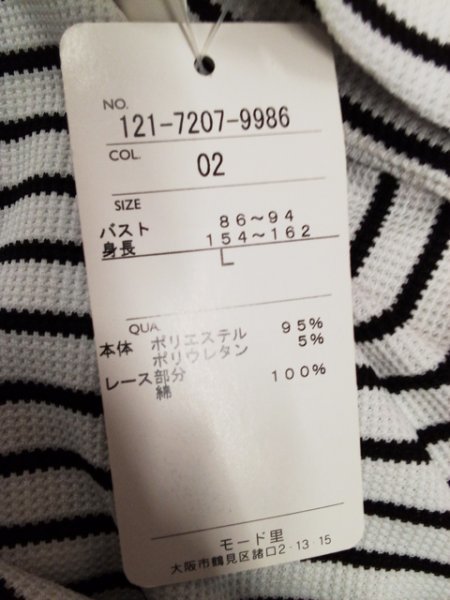 NO.
121-7207-9986
COL.
02
SIZE
バスト 86～94
身長 154～162
L
QUA.
本体 ポリエステル 95%
ポリウレタン 5%
レース部分 100%
綿
モード里
大阪市鶴見区諸口2-13-15